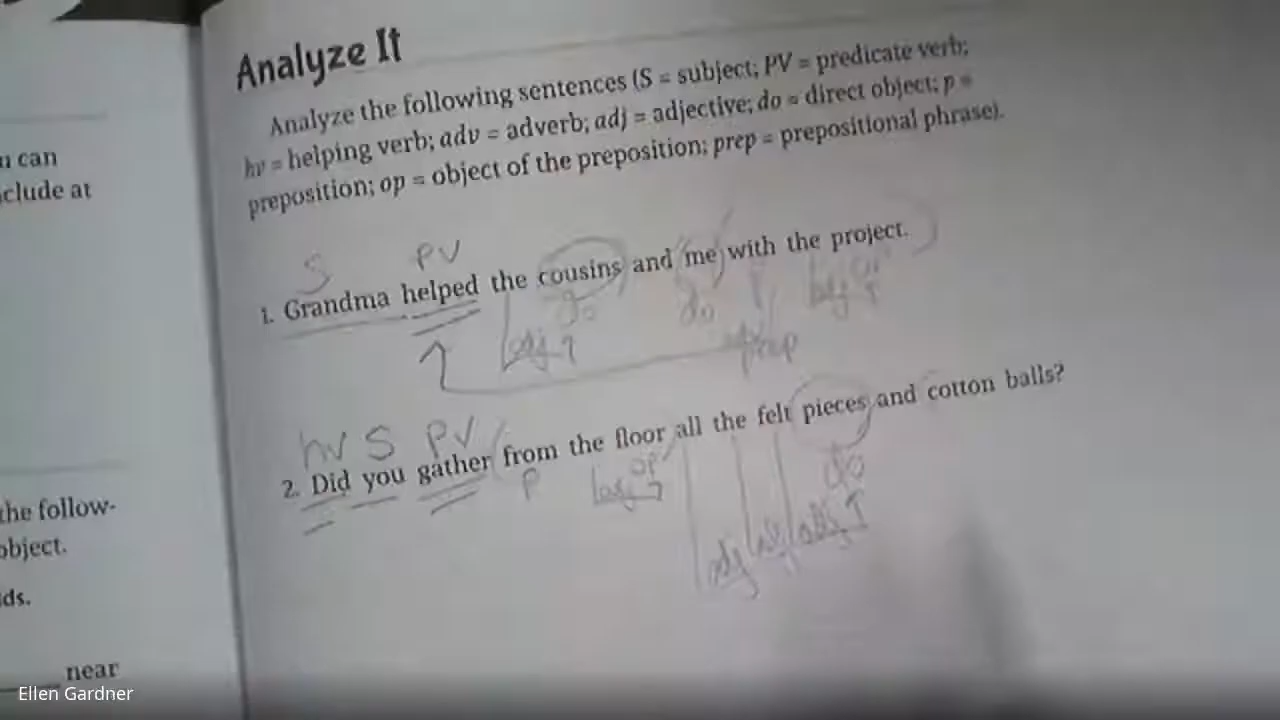 Analyze It
Analyze the following sentences (S = subject; PV = predicate verb;
hv = helping verb; adv = adverb; adj = adjective; do = direct object; p =
preposition; op = object of the preposition; prep = prepositional phrase).
n can
clude at
S PV
1. Grandma helped the cousins and me with the project.
do do
adj prep
hv S PV
2. Did you gather from the floor all the felt pieces and cotton balls?
p op do
adj
the follow-
object.
ds.
near
Ellen Gardner